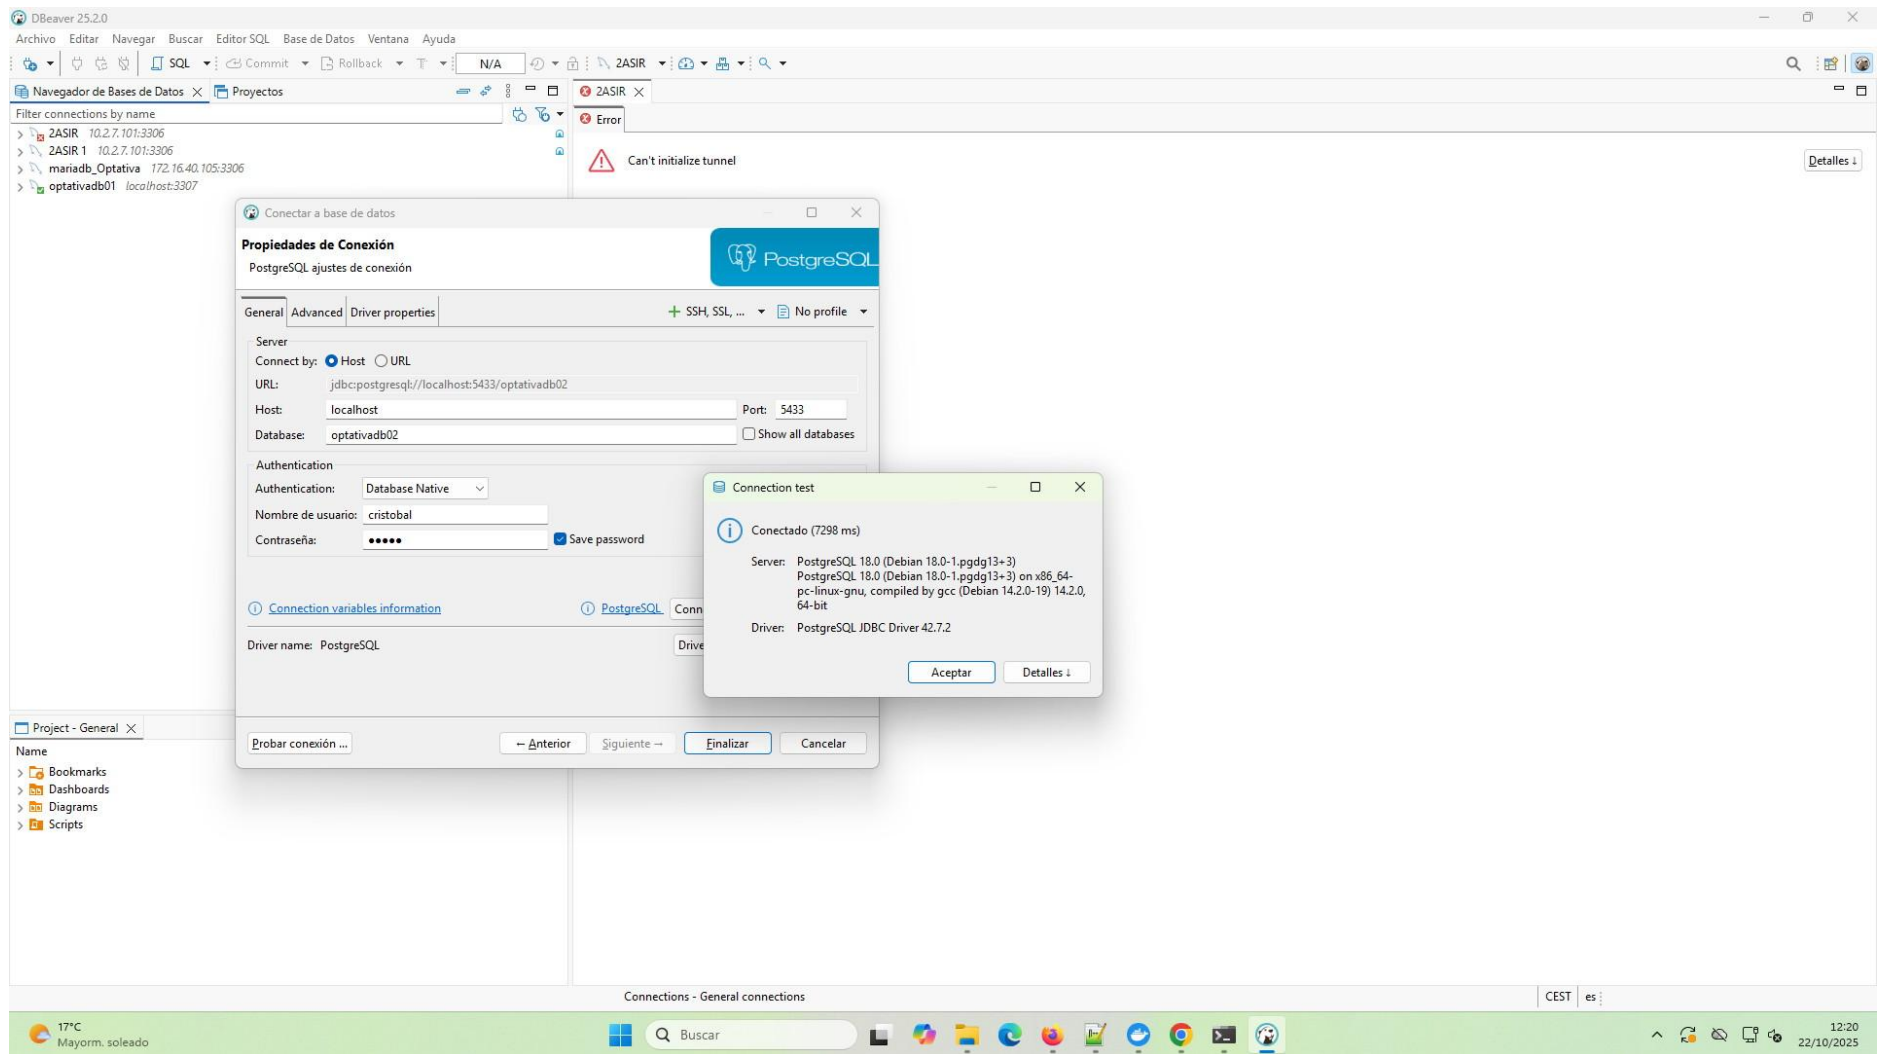 DBeaver 25.2.0
Archivo Editar Navegar Buscar Editor SQL Base de Datos Ventana Ayuda
SQL Commit Rollback T N/A 2ASIR
Navegador de Bases de Datos Proyectos
2ASIR
Filter connections by name
Error
2ASIR 10.2.7.101:3306
2ASIR 1 10.2.7.101:3306
mariadb_Optativa 172.16.40.105:3306
optativadb01 localhost:3307
Can't initialize tunnel
Detalles ↓
Conectar a base de datos
Propiedades de Conexión
PostgreSQL ajustes de conexión
PostgreSQL
General Advanced Driver properties
SSH, SSL, ... No profile
Server
Connect by: Host URL
URL: jdbc:postgresql://localhost:5433/optativadb02
Host: localhost Port: 5433
Database: optativadb02 Show all databases
Authentication
Authentication: Database Native
Nombre de usuario: cristobal
Contraseña: ••••• Save password
Connection variables information
PostgreSQL Conn
Driver name: PostgreSQL Drive
Probar conexión ... ← Anterior Siguiente → Finalizar Cancelar
Connection test
Conectado (7298 ms)
Server: PostgreSQL 18.0 (Debian 18.0-1.pgdg13+3)
PostgreSQL 18.0 (Debian 18.0-1.pgdg13+3) on x86_64-
pc-linux-gnu, compiled by gcc (Debian 14.2.0-19) 14.2.0,
64-bit
Driver: PostgreSQL JDBC Driver 42.7.2
Aceptar Detalles ↓
Project - General
Name
Bookmarks
Dashboards
Diagrams
Scripts
Connections - General connections
CEST es
17°C
Mayorm. soleado
Buscar
12:20
22/10/2025